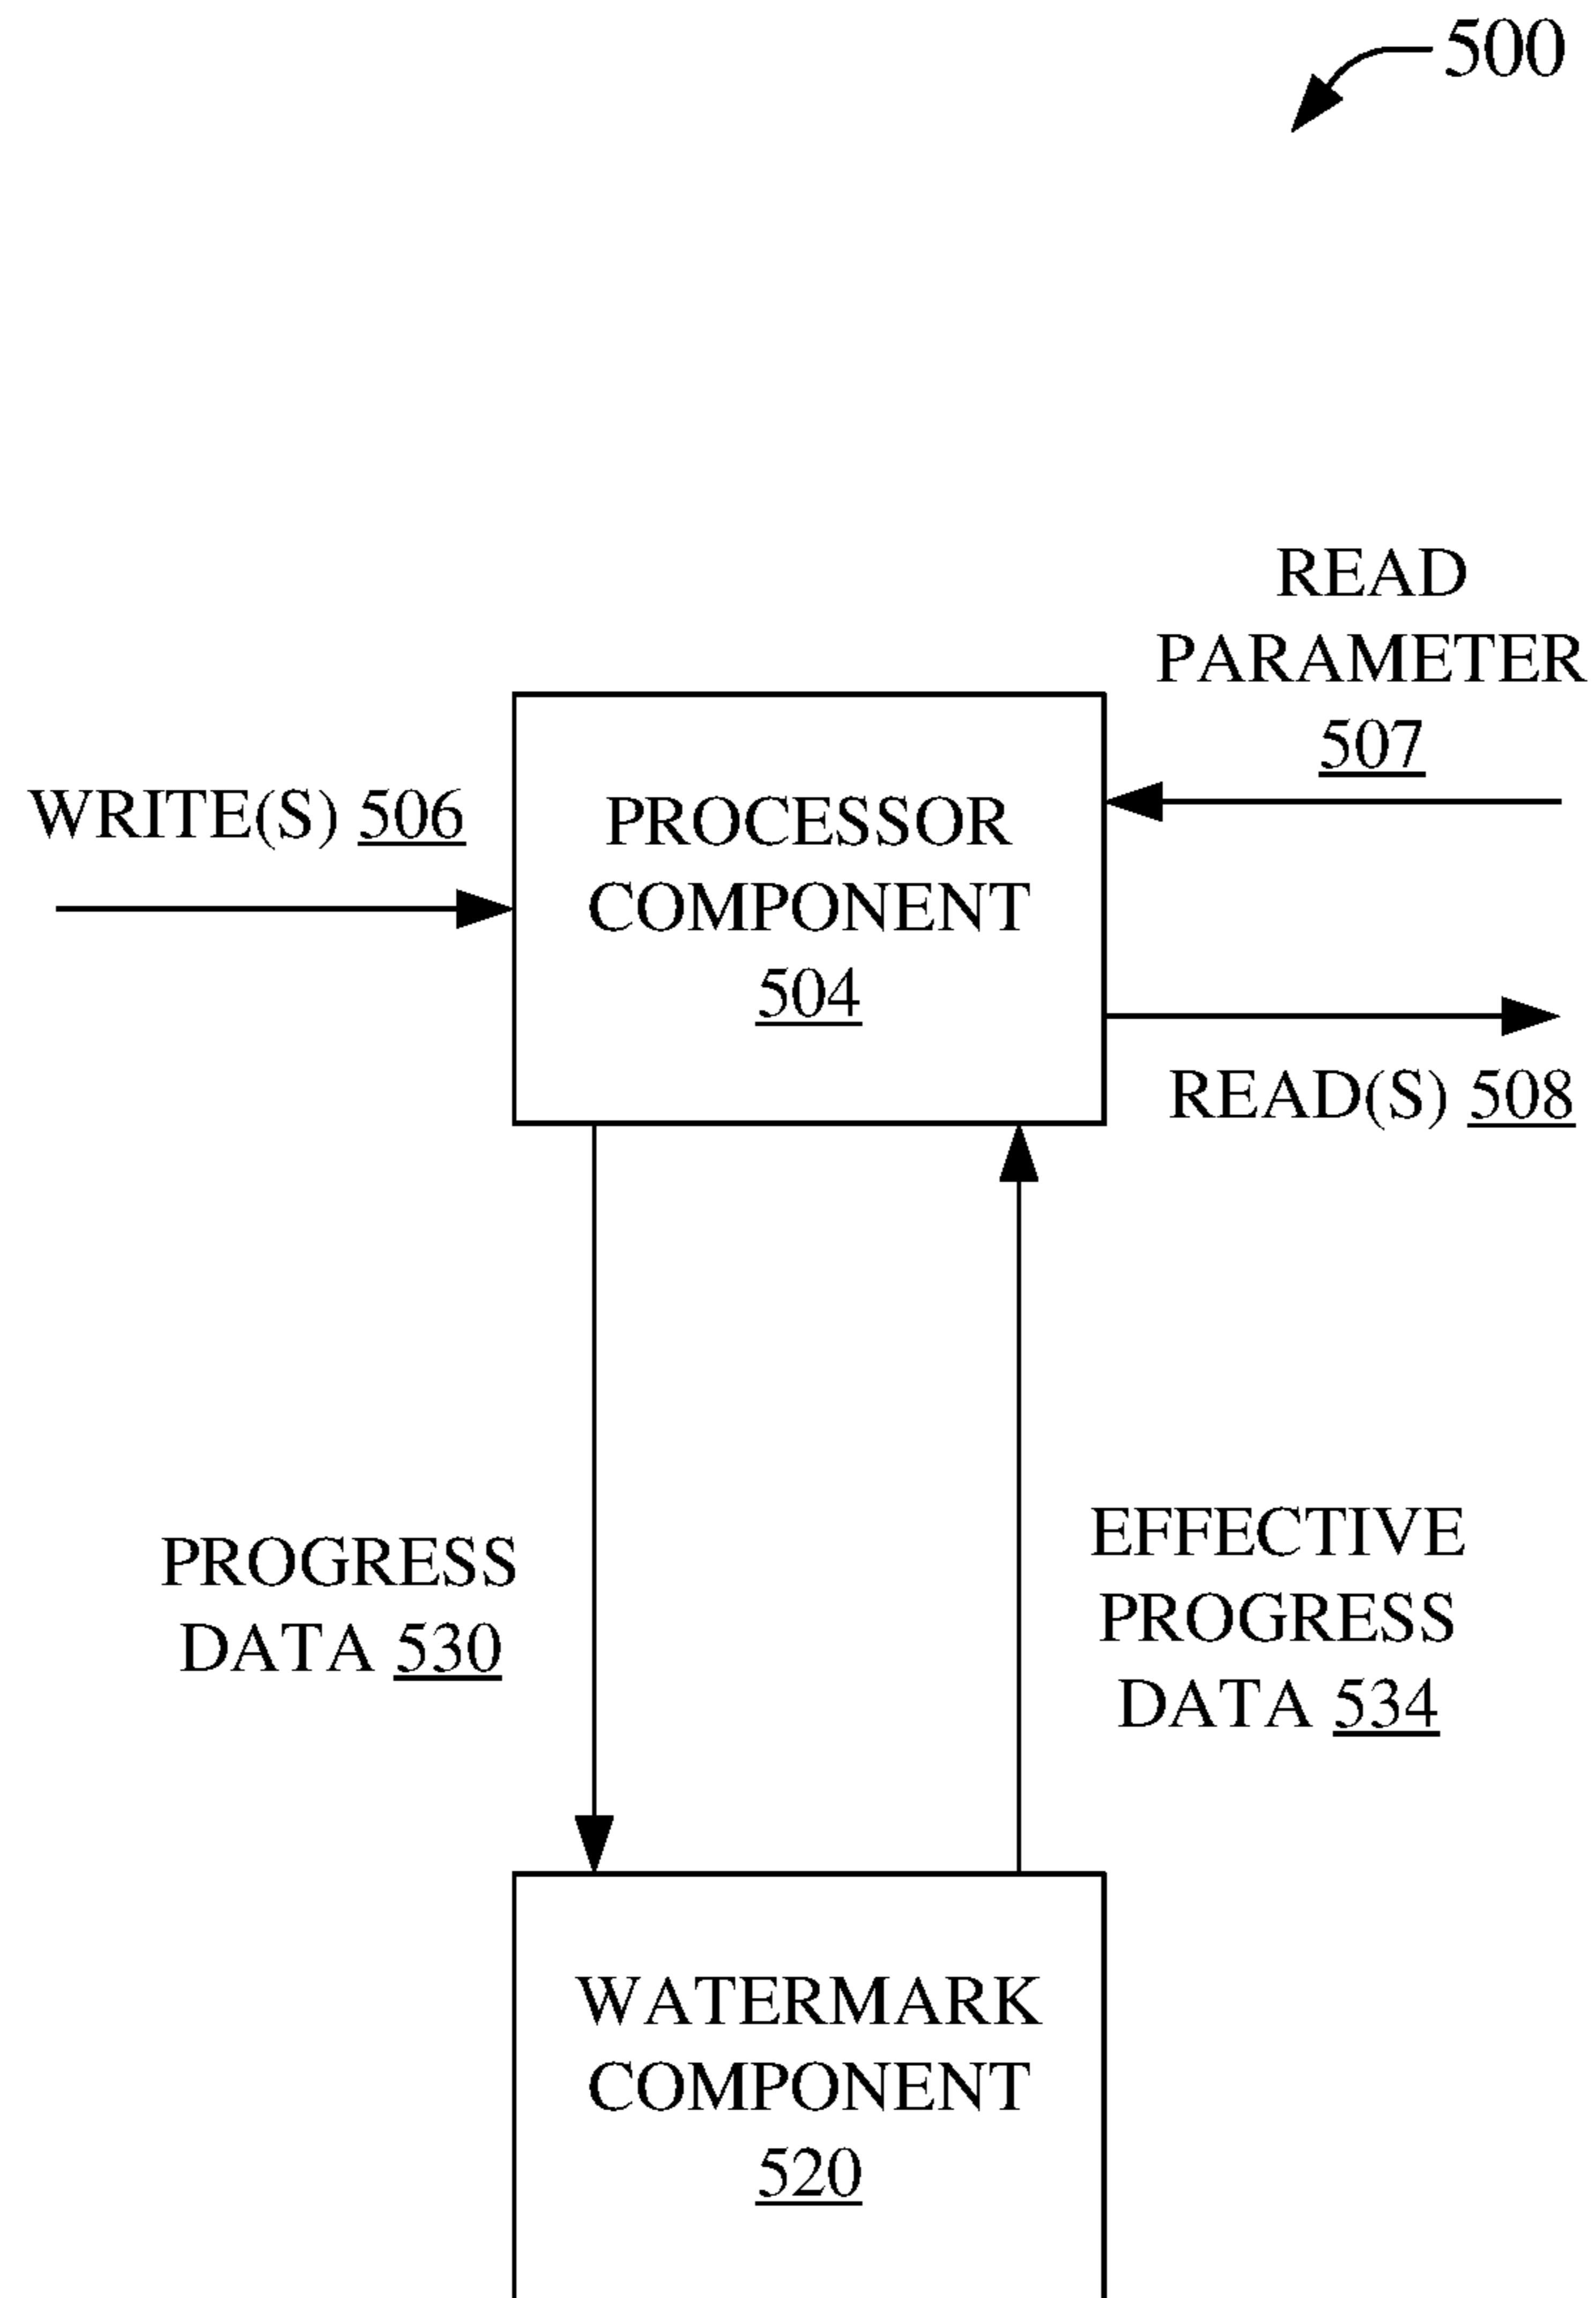 500
READ
PARAMETER
507
WRITE(S) 506
PROCESSOR
COMPONENT
504
READ(S) 508
PROGRESS
DATA 530
EFFECTIVE
PROGRESS
DATA 534
WATERMARK
COMPONENT
520